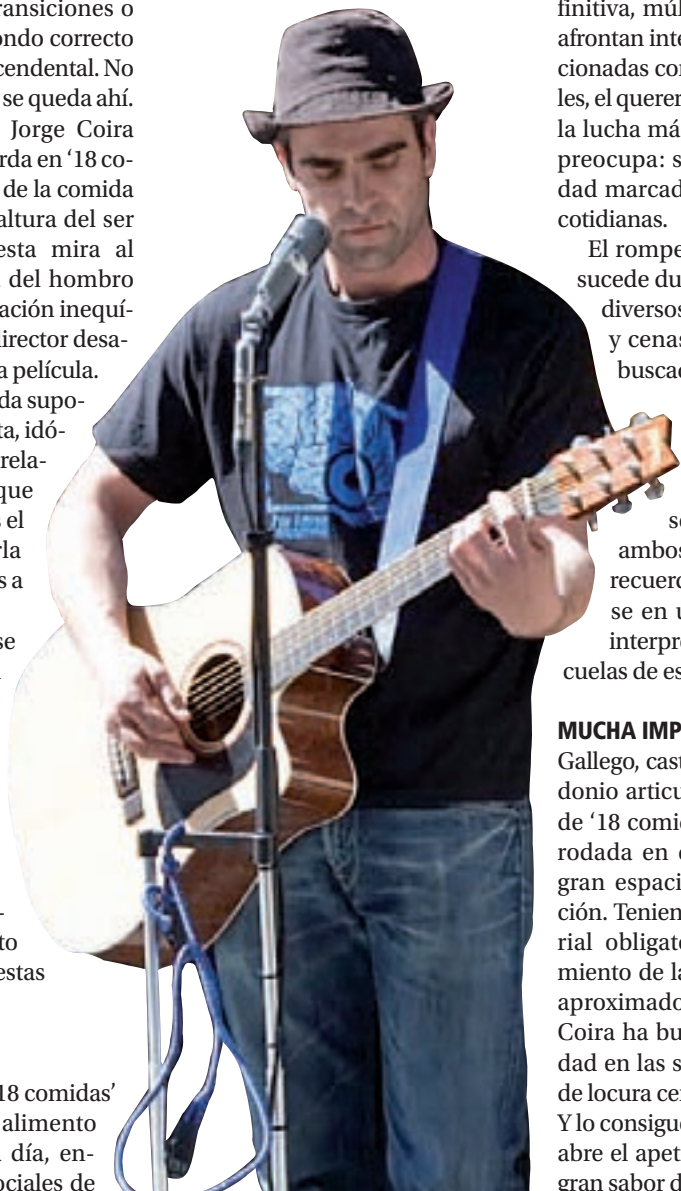 ransiciones o
ondo correcto
cendental. No
se queda ahí.
Jorge Coira
rda en ‘18 co-
de la comida
altura del ser
esta mira al
del hombro
ación inequí-
irector desa-
a película.
da supo-
ta, idó-
rela-
que
el
rla
s a
se
-
to
estas
18 comidas’
alimento
día, en-
ociales de
finitiva, múl
afrontan inte
cionadas con
les, el querer
la lucha má
preocupa: s
dad marcad
cotidianas.
El rompe
sucede du
diversos
y cenas
buscad
se
ambos
recuerd
se en u
interpre
cuelas de es
MUCHA IMP
Gallego, cast
donio articu
de ‘18 comid
rodada en
gran espaci
ción. Tenien
rial obligato
miento de la
aproximado
Coira ha bu
dad en las s
de locura cer
Y lo consigue
abre el apeti
gran sabor d